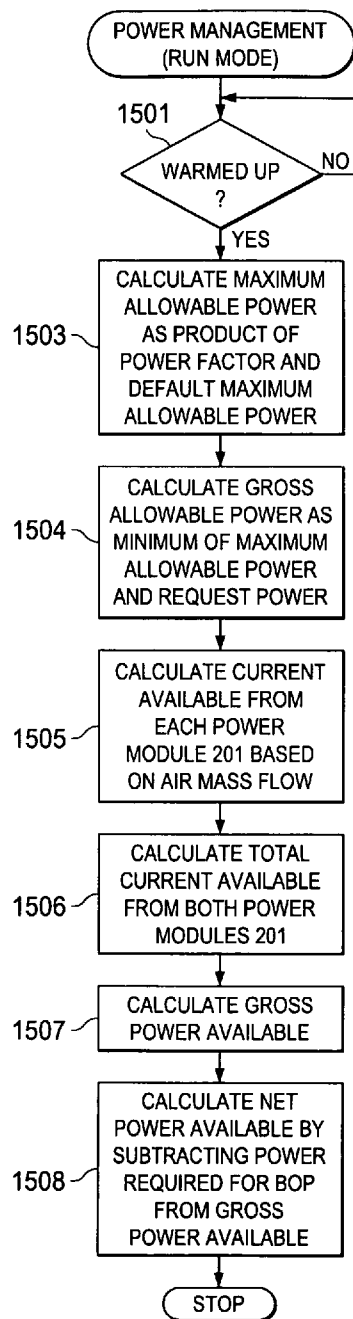 POWER MANAGEMENT
(RUN MODE)
1501
WARMED UP
?
NO
YES
1503
CALCULATE MAXIMUM
ALLOWABLE POWER
AS PRODUCT OF
POWER FACTOR AND
DEFAULT MAXIMUM
ALLOWABLE POWER
1504
CALCULATE GROSS
ALLOWABLE POWER AS
MINIMUM OF MAXIMUM
ALLOWABLE POWER
AND REQUEST POWER
1505
CALCULATE CURRENT
AVAILABLE FROM
EACH POWER
MODULE 201 BASED
ON AIR MASS FLOW
1506
CALCULATE TOTAL
CURRENT AVAILABLE
FROM BOTH POWER
MODULES 201
1507
CALCULATE GROSS
POWER AVAILABLE
1508
CALCULATE NET
POWER AVAILABLE BY
SUBTRACTING POWER
REQUIRED FOR BOP
FROM GROSS
POWER AVAILABLE
STOP